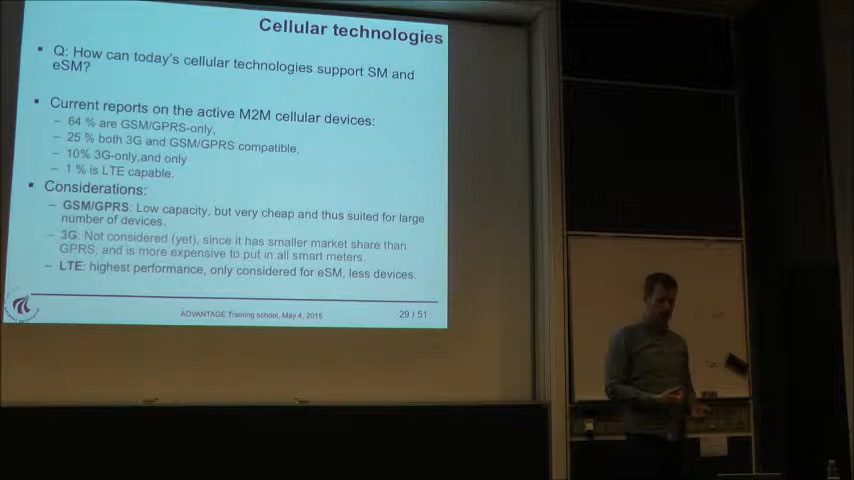 Cellular technologies
Q: How can today's cellular technologies support SM and
eSM?
Current reports on the active M2M cellular devices:
– 64 % are GSM/GPRS-only,
– 25 % both 3G and GSM/GPRS compatible,
– 10% 3G-only,and only
– 1 % is LTE capable.
Considerations:
– GSM/GPRS: Low capacity, but very cheap and thus suited for large
number of devices.
– 3G: Not considered (yet), since it has smaller market share than
GPRS, and is more expensive to put in all smart meters.
– LTE: highest performance, only considered for eSM, less devices.
ADVANTAGE Training school, May 4, 2015
29 / 51